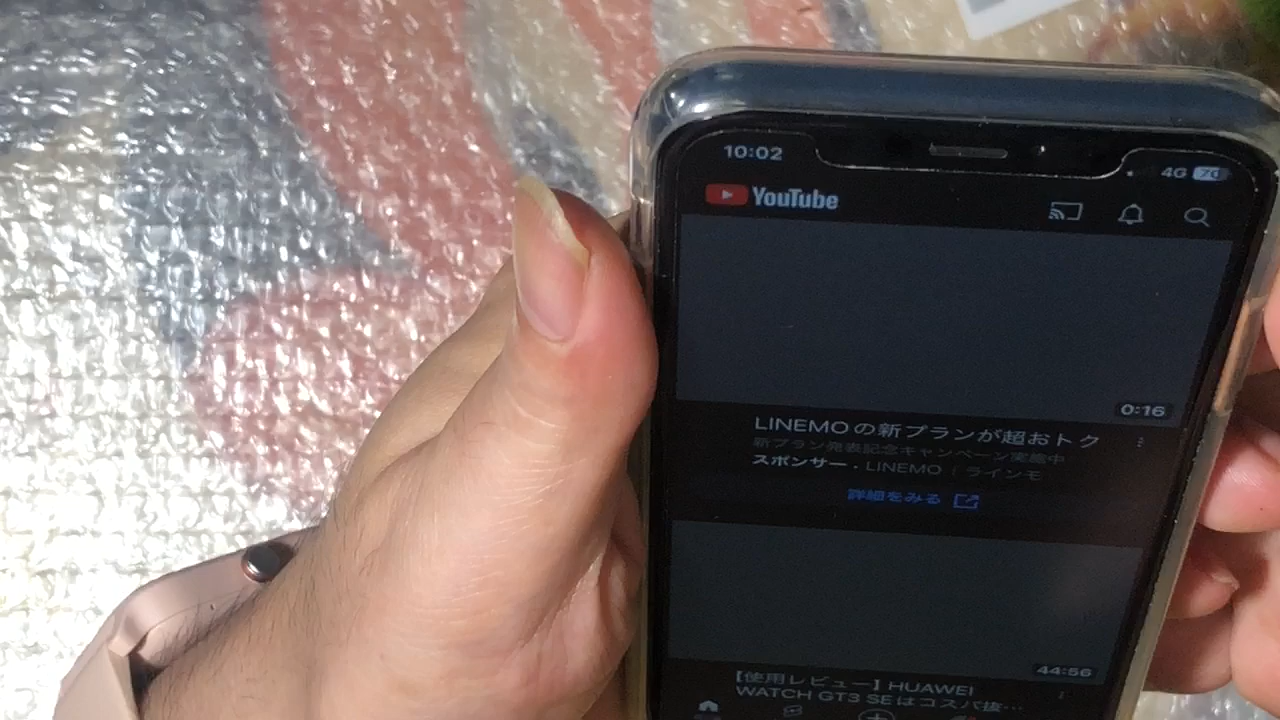 10:02
4G 70
YouTube
0:16
LINEMOの新プランが超おトク
新プラン発表記念キャンペーン実施中
スポンサー・LINEMO | ラインモ
詳細をみる
44:56
【使用レビュー】HUAWEI
WATCH GT3 SEはコスパ抜…